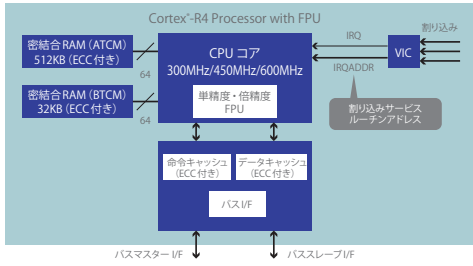 Cortex®-R4 Processor with FPU
密結合RAM（ATCM）
512KB（ECC付き）
64
密結合RAM（BTCM）
32KB（ECC付き）
64
CPU コア
300MHz/450MHz/600MHz
単精度・倍精度
FPU
IRQ
IRQADDR
VIC
割り込み
割り込みサービス
ルーチンアドレス
命令キャッシュ
（ECC付き）
データキャッシュ
（ECC付き）
バスI/F
バスマスター I/F
バススレーブI/F